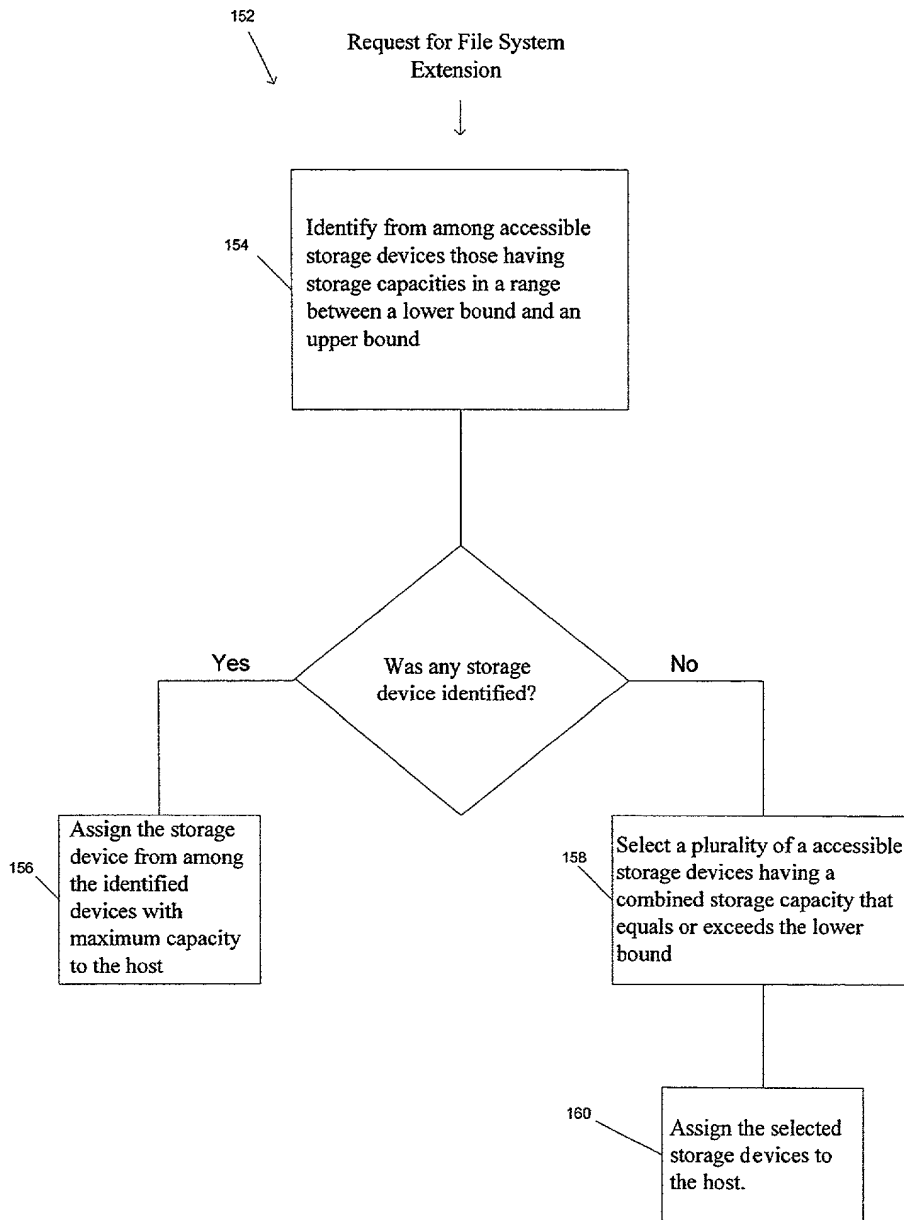 152
Request for File System
Extension
154
Identify from among accessible
storage devices those having
storage capacities in a range
between a lower bound and an
upper bound
Was any storage
device identified?
Yes
No
156
Assign the storage
device from among
the identified
devices with
maximum capacity
to the host
158
Select a plurality of a accessible
storage devices having a
combined storage capacity that
equals or exceeds the lower
bound
160
Assign the selected
storage devices to
the host.